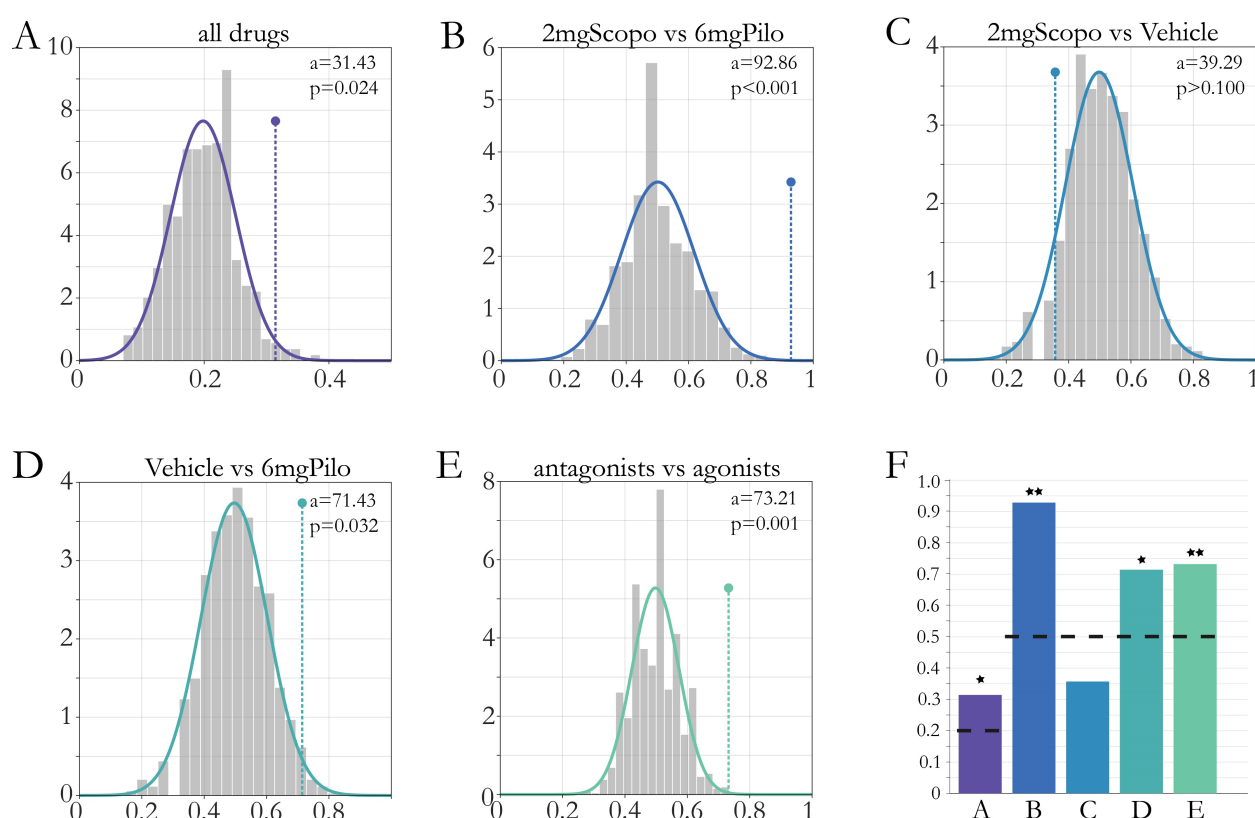 A
all drugs
a=31.43
p=0.024
10
8
6
4
2
0
0
0.2
0.4
B
2mgScopo vs 6mgPilo
a=92.86
p<0.001
6
5
4
3
2
1
0
0
0.2
0.4
0.6
0.8
1
C
2mgScopo vs Vehicle
a=39.29
p>0.100
4
3
2
1
0
0
0.2
0.4
0.6
0.8
1
D
Vehicle vs 6mgPilo
a=71.43
p=0.032
4
3
2
1
0
0
0.2
0.4
0.6
0.8
E
antagonists vs agonists
a=73.21
p=0.001
8
6
4
2
0
0
0.2
0.4
0.6
0.8
1
F
1.0
0.9
0.8
0.7
0.6
0.5
0.4
0.3
0.2
0.1
0
A B C D E